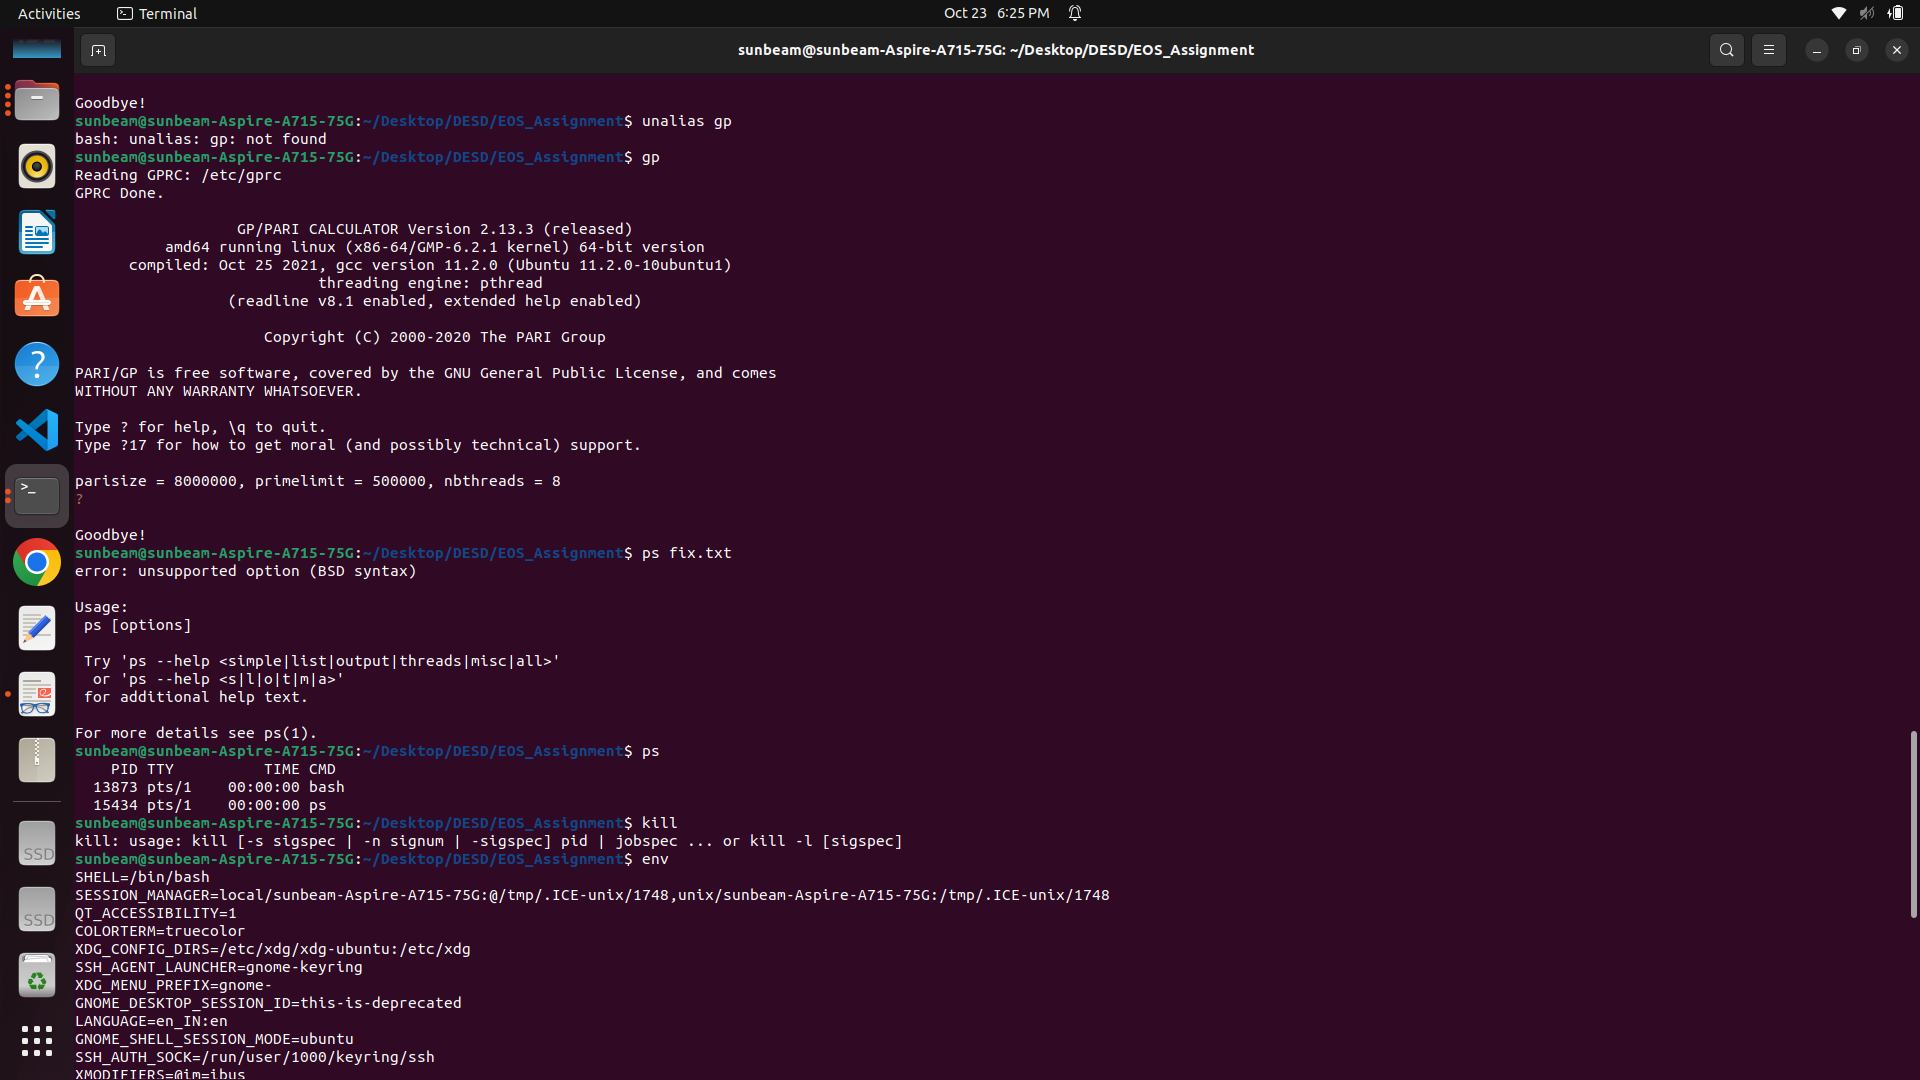 Activities Terminal Oct 23 6:25 PM
sunbeam@sunbeam-Aspire-A715-75G: ~/Desktop/DESD/EOS_Assignment
Goodbye!
sunbeam@sunbeam-Aspire-A715-75G:~/Desktop/DESD/EOS_Assignment$ unalias gp
bash: unalias: gp: not found
sunbeam@sunbeam-Aspire-A715-75G:~/Desktop/DESD/EOS_Assignment$ gp
Reading GPRC: /etc/gprc
GPRC Done.
GP/PARI CALCULATOR Version 2.13.3 (released)
amd64 running linux (x86-64/GMP-6.2.1 kernel) 64-bit version
compiled: Oct 25 2021, gcc version 11.2.0 (Ubuntu 11.2.0-10ubuntu1)
threading engine: pthread
(readline v8.1 enabled, extended help enabled)
Copyright (C) 2000-2020 The PARI Group
PARI/GP is free software, covered by the GNU General Public License, and comes
WITHOUT ANY WARRANTY WHATSOEVER.
Type ? for help, \q to quit.
Type ?17 for how to get moral (and possibly technical) support.
parisize = 8000000, primelimit = 500000, nbthreads = 8
?
Goodbye!
sunbeam@sunbeam-Aspire-A715-75G:~/Desktop/DESD/EOS_Assignment$ ps fix.txt
error: unsupported option (BSD syntax)
Usage:
ps [options]
Try 'ps --help <simple|list|output|threads|misc|all>'
or 'ps --help <s|l|o|t|m|a>'
for additional help text.
For more details see ps(1).
sunbeam@sunbeam-Aspire-A715-75G:~/Desktop/DESD/EOS_Assignment$ ps
PID TTY TIME CMD
13873 pts/1 00:00:00 bash
15434 pts/1 00:00:00 ps
sunbeam@sunbeam-Aspire-A715-75G:~/Desktop/DESD/EOS_Assignment$ kill
kill: usage: kill [-s sigspec | -n signum | -sigspec] pid | jobspec ... or kill -l [sigspec]
sunbeam@sunbeam-Aspire-A715-75G:~/Desktop/DESD/EOS_Assignment$ env
SHELL=/bin/bash
SESSION_MANAGER=local/sunbeam-Aspire-A715-75G:@/tmp/.ICE-unix/1748,unix/sunbeam-Aspire-A715-75G:/tmp/.ICE-unix/1748
QT_ACCESSIBILITY=1
COLORTERM=truecolor
XDG_CONFIG_DIRS=/etc/xdg/xdg-ubuntu:/etc/xdg
SSH_AGENT_LAUNCHER=gnome-keyring
XDG_MENU_PREFIX=gnome-
GNOME_DESKTOP_SESSION_ID=this-is-deprecated
LANGUAGE=en_IN:en
GNOME_SHELL_SESSION_MODE=ubuntu
SSH_AUTH_SOCK=/run/user/1000/keyring/ssh
XMODIFIERS=@im=ibus
SSD
SSD